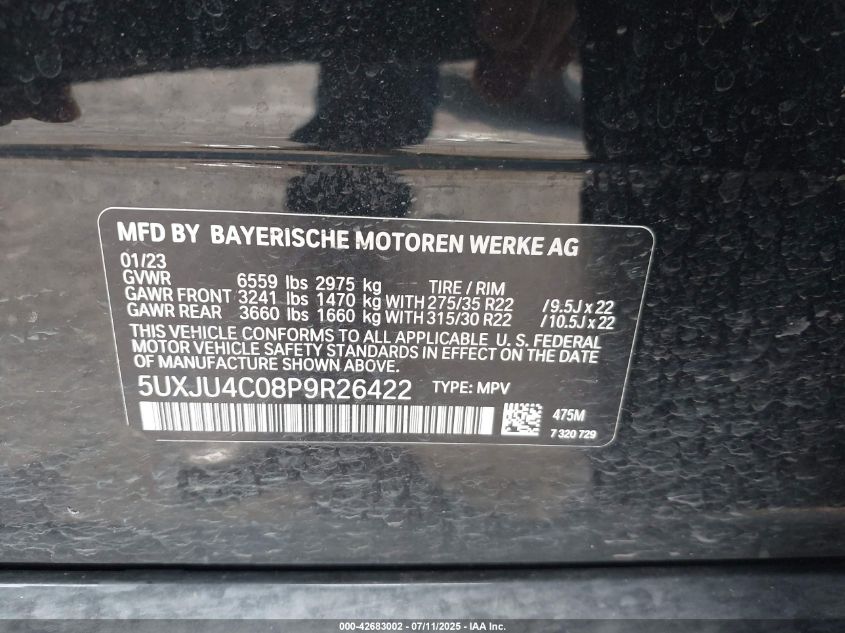 MFD BY BAYERISCHE MOTOREN WERKE AG
01/23
GVWR 6559 lbs 2975 kg TIRE / RIM
GAWR FRONT 3241 lbs 1470 kg WITH 275/35 R22 /9.5J x 22
GAWR REAR 3660 lbs 1660 kg WITH 315/30 R22 /10.5J x 22
THIS VEHICLE CONFORMS TO ALL APPLICABLE U. S. FEDERAL
MOTOR VEHICLE SAFETY STANDARDS IN EFFECT ON THE DATE
OF MANUFACTURE SHOWN ABOVE.
5UXJU4C08P9R26422 TYPE: MPV
475M
7 320 729
000-42683002 - 07/11/2025 - IAA Inc.